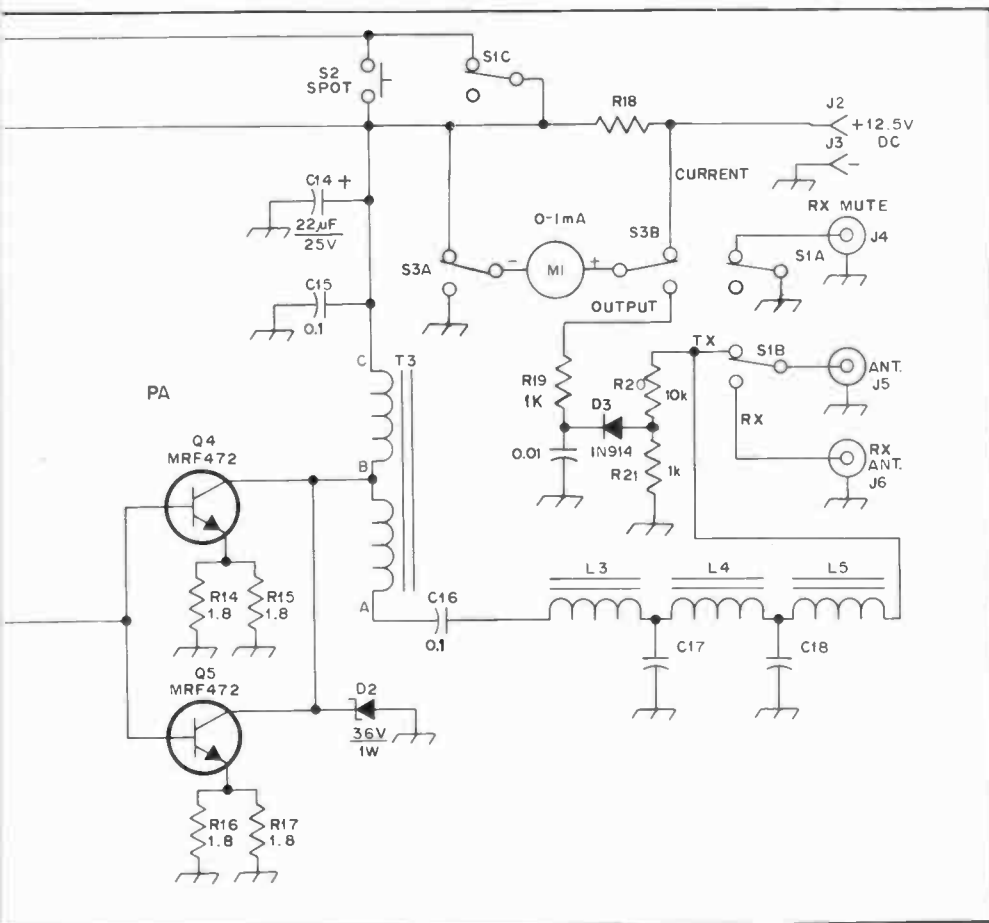 S2
SPOT
S1C
R18
J2
+12.5V
DC
J3
-
CURRENT
C14 +
22µF
25V
RX MUTE
J4
0-1mA
S3B
S1A
S3A
- M1 +
OUTPUT
C15
0.1
C
T3
TX
S1B
ANT.
J5
R19
1K
R20
10k
D3
1N914
RX
PA
0.01
R21
1k
RX
ANT.
J6
Q4
MRF472
B
L3
L4
L5
R14
1.8
R15
1.8
A
C16
0.1
C17
C18
Q5
MRF472
D2
36V
1W
R16
1.8
R17
1.8